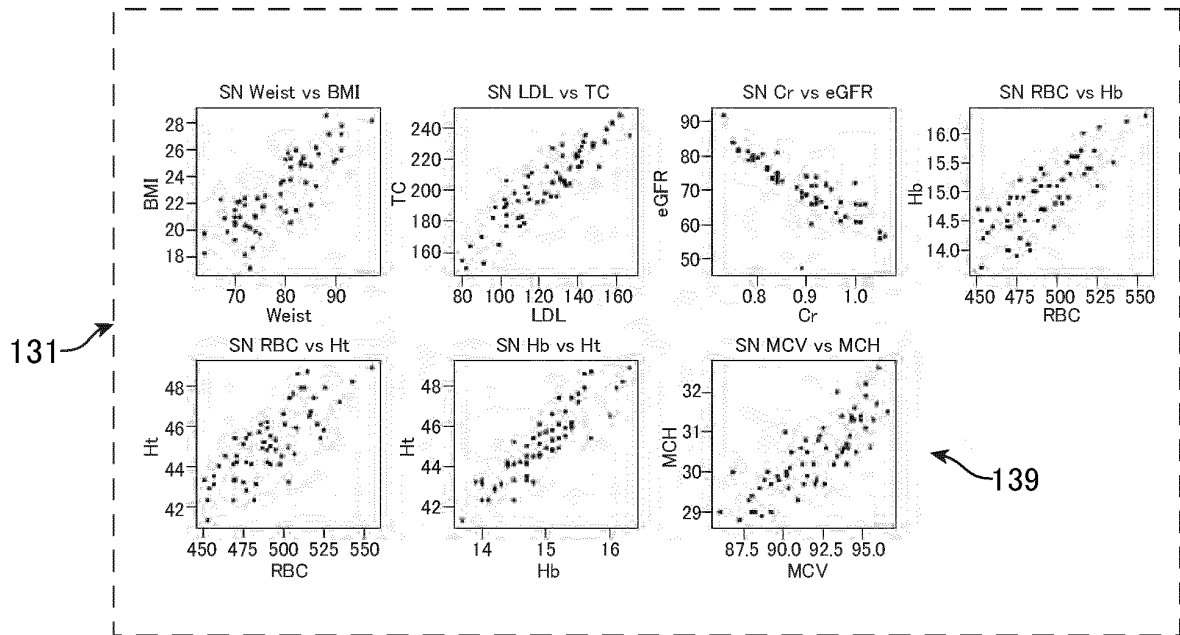 SN Weist vs BMI
BMI
28
26
24
22
20
18
70 80 90
Weist
SN LDL vs TC
TC
240
220
200
180
160
80 100 120 140 160
LDL
SN Cr vs eGFR
eGFR
90
80
70
60
50
0.8 0.9 1.0
Cr
SN RBC vs Hb
Hb
16.0
15.5
15.0
14.5
14.0
450 475 500 525 550
RBC
131
SN RBC vs Ht
Ht
48
46
44
42
450 475 500 525 550
RBC
SN Hb vs Ht
Ht
48
46
44
42
14 15 16
Hb
SN MCV vs MCH
MCH
32
31
30
29
87.5 90.0 92.5 95.0
MCV
139